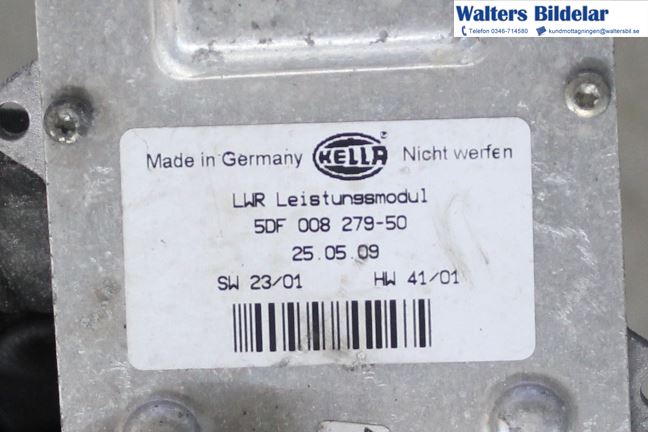 Walters Bildelar
Telefon 0346-714580 kundmottagningen@waltersbil.se
Made in Germany HELLA ® Nicht werfen
LWR Leistungsmodul
5DF 008 279-50
25.05.09
SW 23/01 HW 41/01